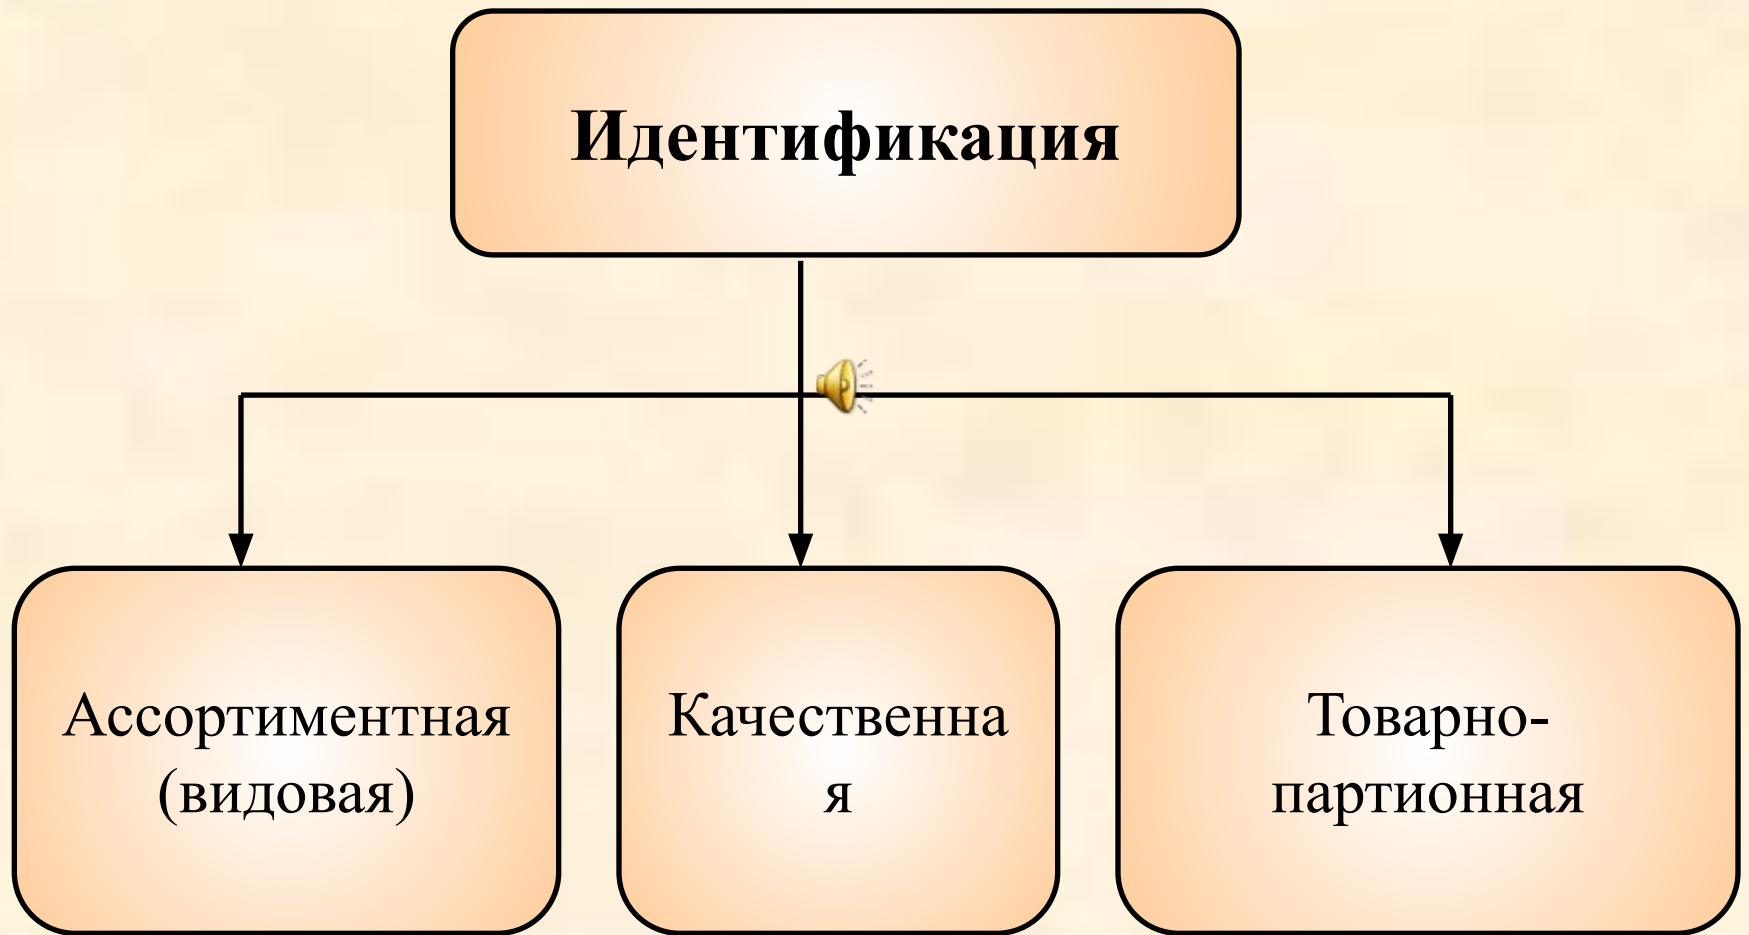 Идентификация
Ассортиментная
(видовая)
Качественна
я
Товарно-
партионная